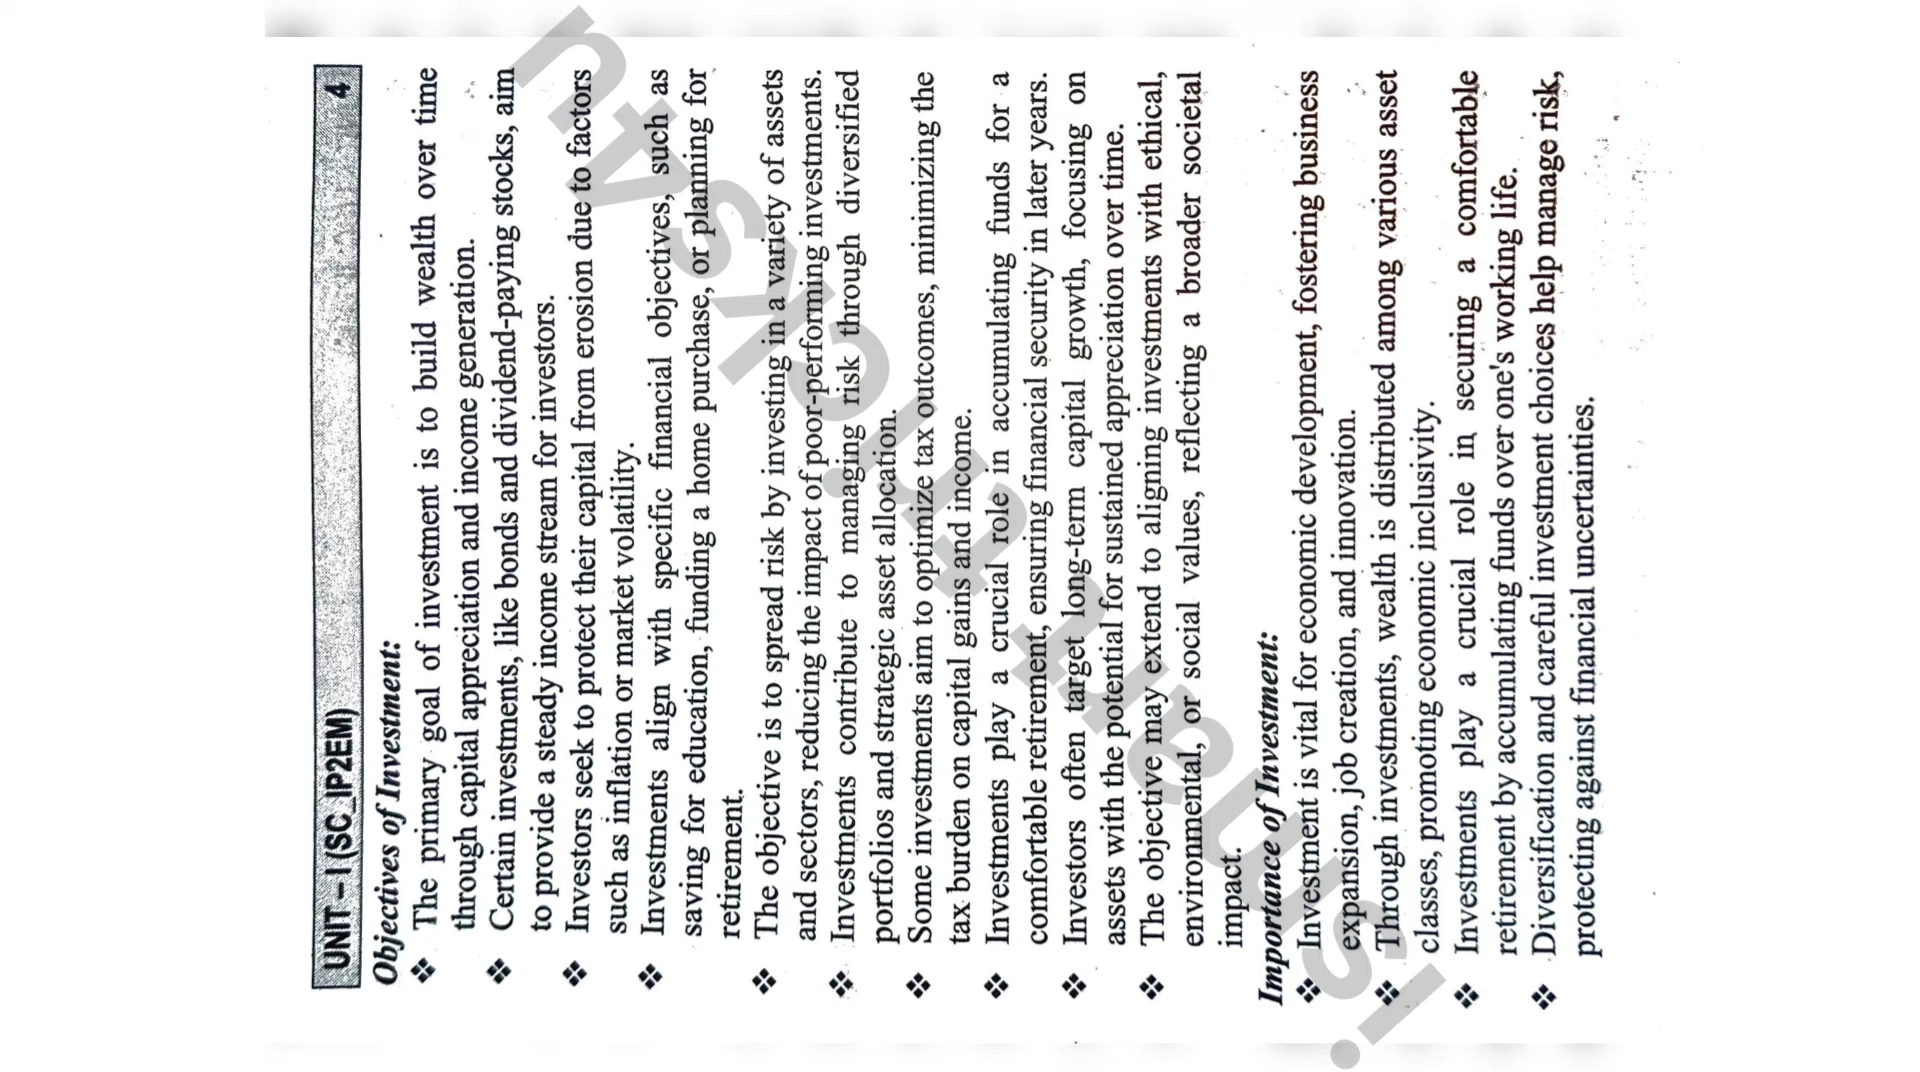 UNIT – I (SC_IP2EM) 4
Objectives of Investment:
❖ The primary goal of investment is to build wealth over time
through capital appreciation and income generation.
❖ Certain investments, like bonds and dividend-paying stocks, aim
to provide a steady income stream for investors.
❖ Investors seek to protect their capital from erosion due to factors
such as inflation or market volatility.
❖ Investments align with specific financial objectives, such as
saving for education, funding a home purchase, or planning for
retirement.
❖ The objective is to spread risk by investing in a variety of assets
and sectors, reducing the impact of poor-performing investments.
❖ Investments contribute to managing risk through diversified
portfolios and strategic asset allocation.
❖ Some investments aim to optimize tax outcomes, minimizing the
tax burden on capital gains and income.
❖ Investments play a crucial role in accumulating funds for a
comfortable retirement, ensuring financial security in later years.
❖ Investors often target long-term capital growth, focusing on
assets with the potential for sustained appreciation over time.
❖ The objective may extend to aligning investments with ethical,
environmental, or social values, reflecting a broader societal
impact.
Importance of Investment:
❖ Investment is vital for economic development, fostering business
expansion, job creation, and innovation.
❖ Through investments, wealth is distributed among various asset
classes, promoting economic inclusivity.
❖ Investments play a crucial role in securing a comfortable
retirement by accumulating funds over one's working life.
❖ Diversification and careful investment choices help manage risk,
protecting against financial uncertainties.